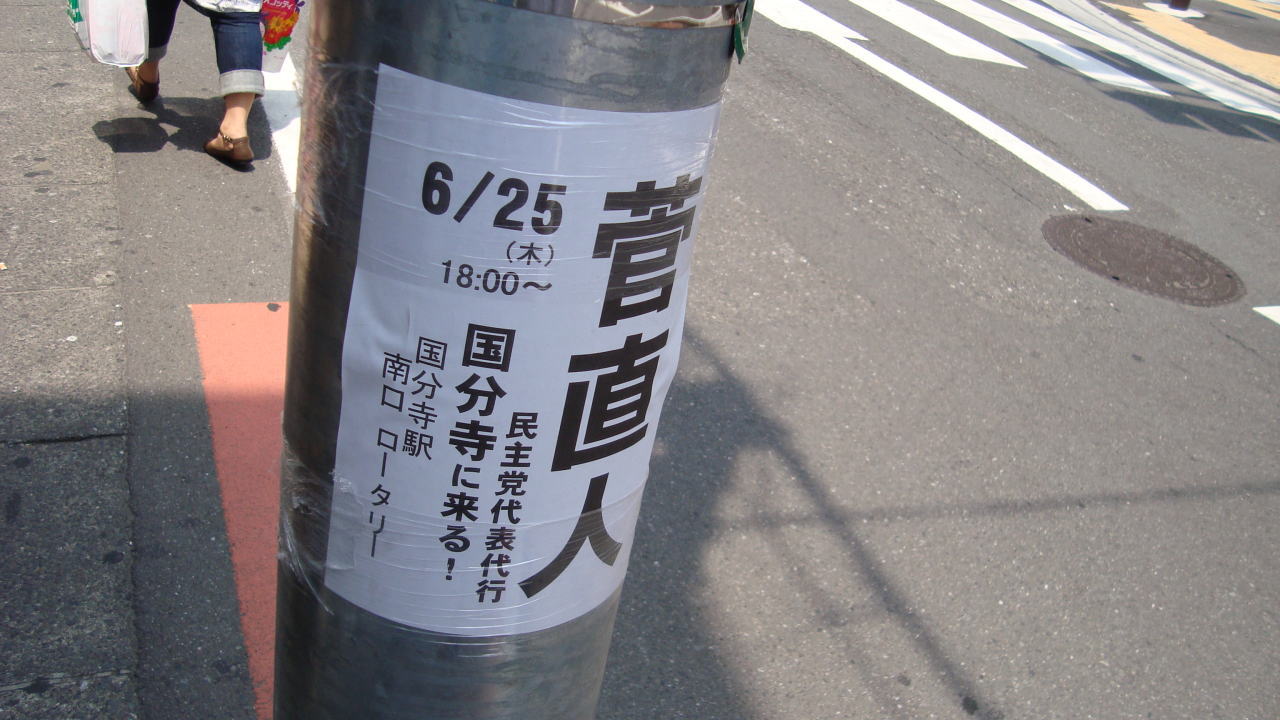 菅直人
民主党代表代行
国分寺に来る!
6/25
(木)
18:00〜
国分寺駅
南口 ロータリー